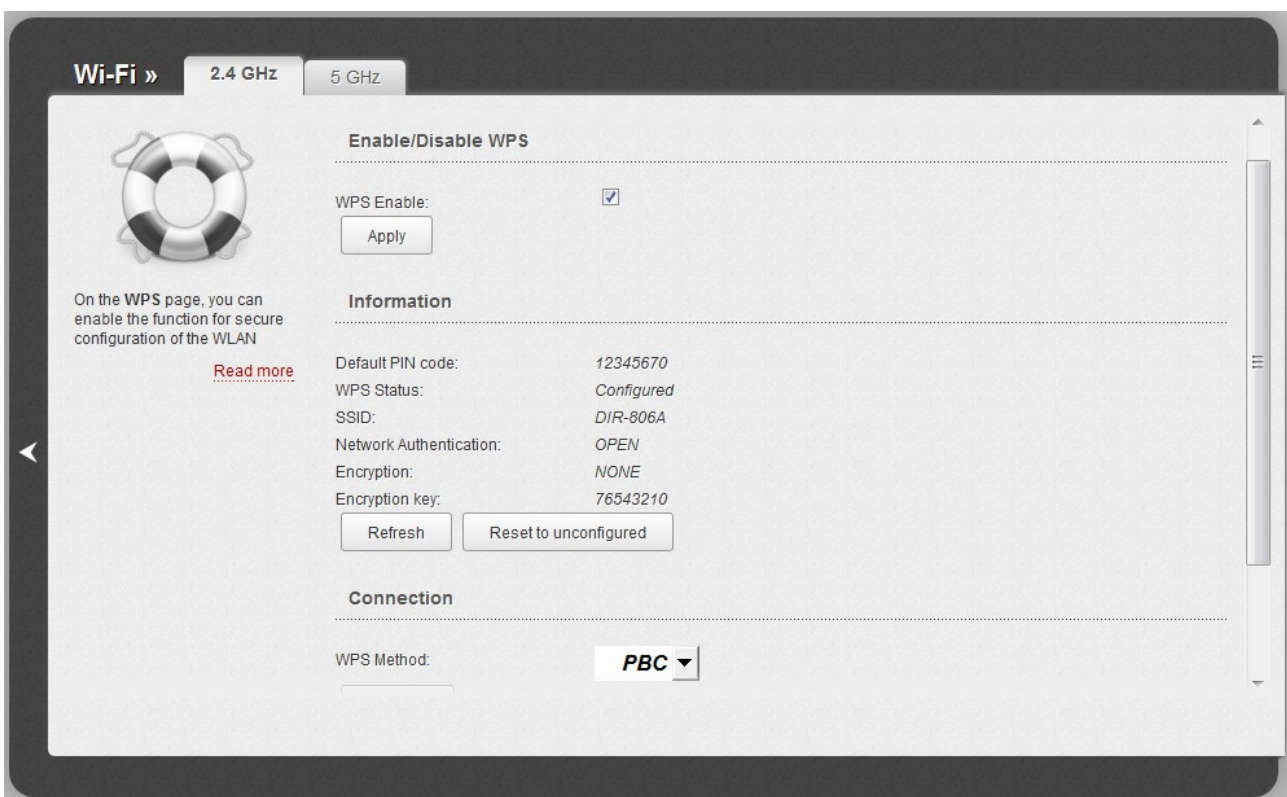 Wi-Fi » 2.4 GHz 5 GHz
On the WPS page, you can
enable the function for secure
configuration of the WLAN
Read more
Enable/Disable WPS
WPS Enable:
Apply
Information
Default PIN code: 12345670
WPS Status: Configured
SSID: DIR-806A
Network Authentication: OPEN
Encryption: NONE
Encryption key: 76543210
Refresh Reset to unconfigured
Connection
WPS Method: PBC